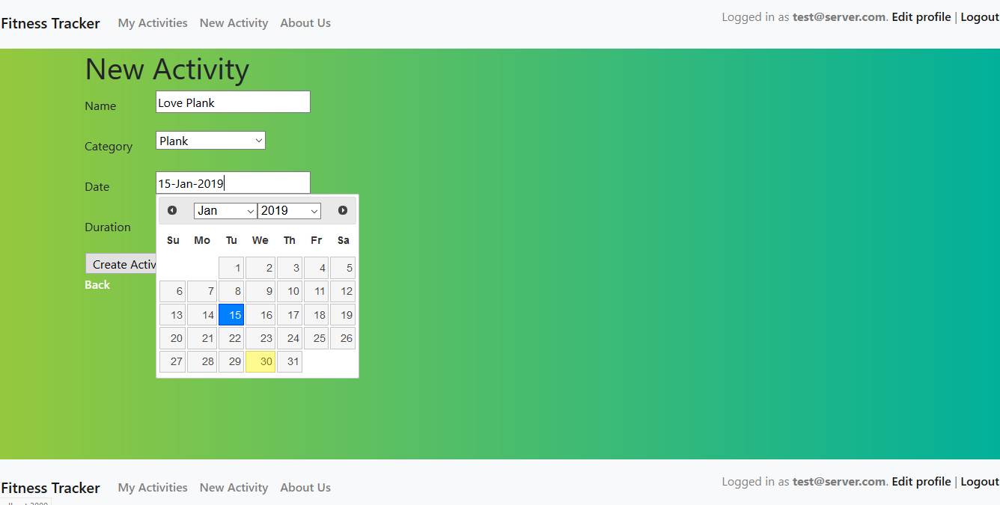 Fitness Tracker My Activities New Activity About Us Logged in as test@server.com. Edit profile | Logout
New Activity
Name Love Plank
Category Plank
Date 15-Jan-2019
Jan 2019
Duration
Su Mo Tu We Th Fr Sa
Create Activ
1 2 3 4 5
Back
6 7 8 9 10 11 12
13 14 15 16 17 18 19
20 21 22 23 24 25 26
27 28 29 30 31
Fitness Tracker My Activities New Activity About Us Logged in as test@server.com. Edit profile | Logout